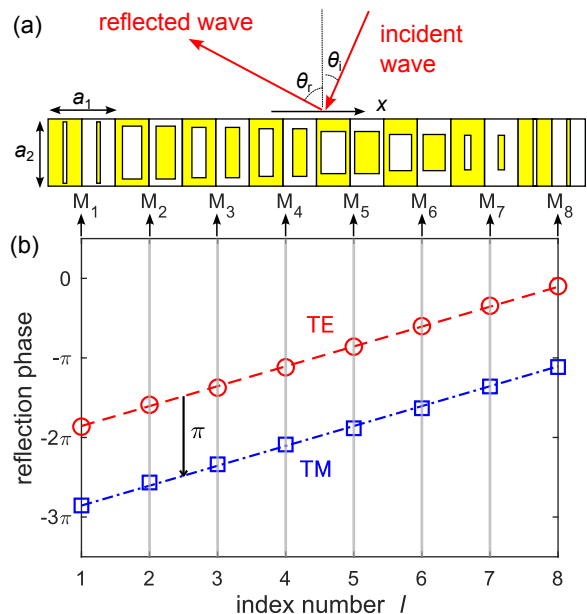 (a)
reflected wave
incident
wave
θr
θi
x
a1
a2
M1 M2 M3 M4 M5 M6 M7 M8
(b)
0
-π
-2π
-3π
reflection phase
TE
π
TM
1 2 3 4 5 6 7 8
index number l